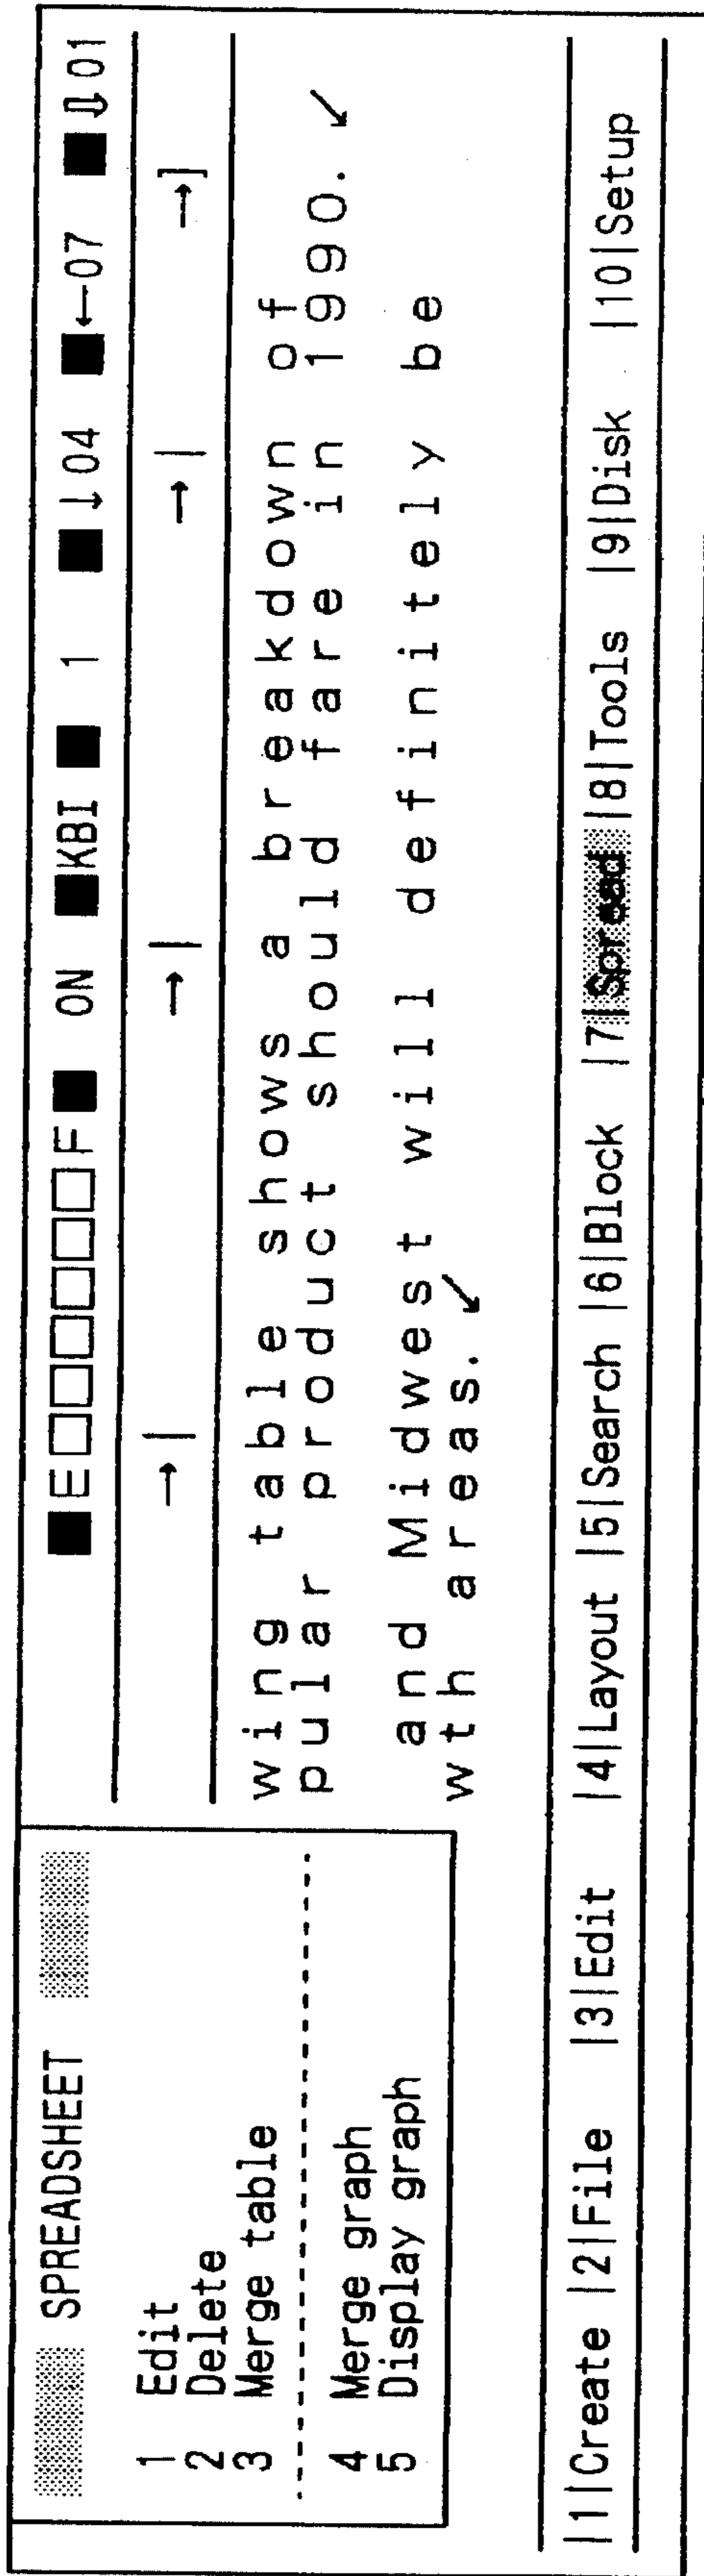 SPREADSHEET
1 Edit
2 Delete
3 Merge table
4 Merge graph
5 Display graph
■E□□□□□□F■ ON ■KBI ■ 1 ■↓04 ■←07 ■⇩01
→| →| →| →]
wing table shows a breakdown of
pular product should fare in 1990.↙
and Midwest will definitely be
wth areas.↙
|1|Create |2|File |3|Edit |4|Layout |5|Search |6|Block |7|Spread |8|Tools |9|Disk |10|Setup